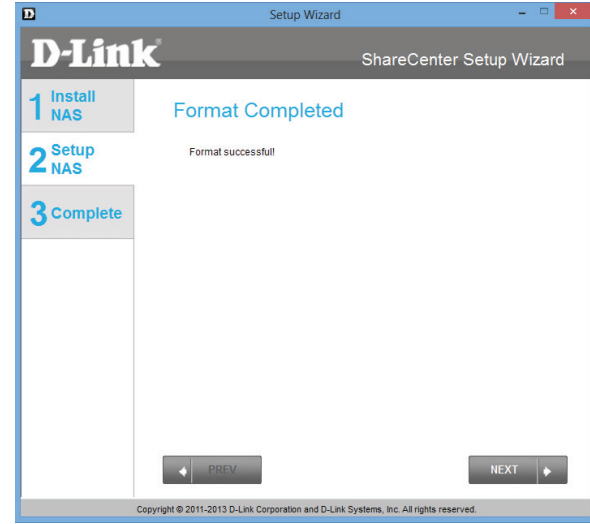 D Setup Wizard
D-Link
ShareCenter Setup Wizard
1 Install
NAS
2 Setup
NAS
3 Complete
Format Completed
Format successful!
PREV
NEXT
Copyright © 2011-2013 D-Link Corporation and D-Link Systems, Inc. All rights reserved.